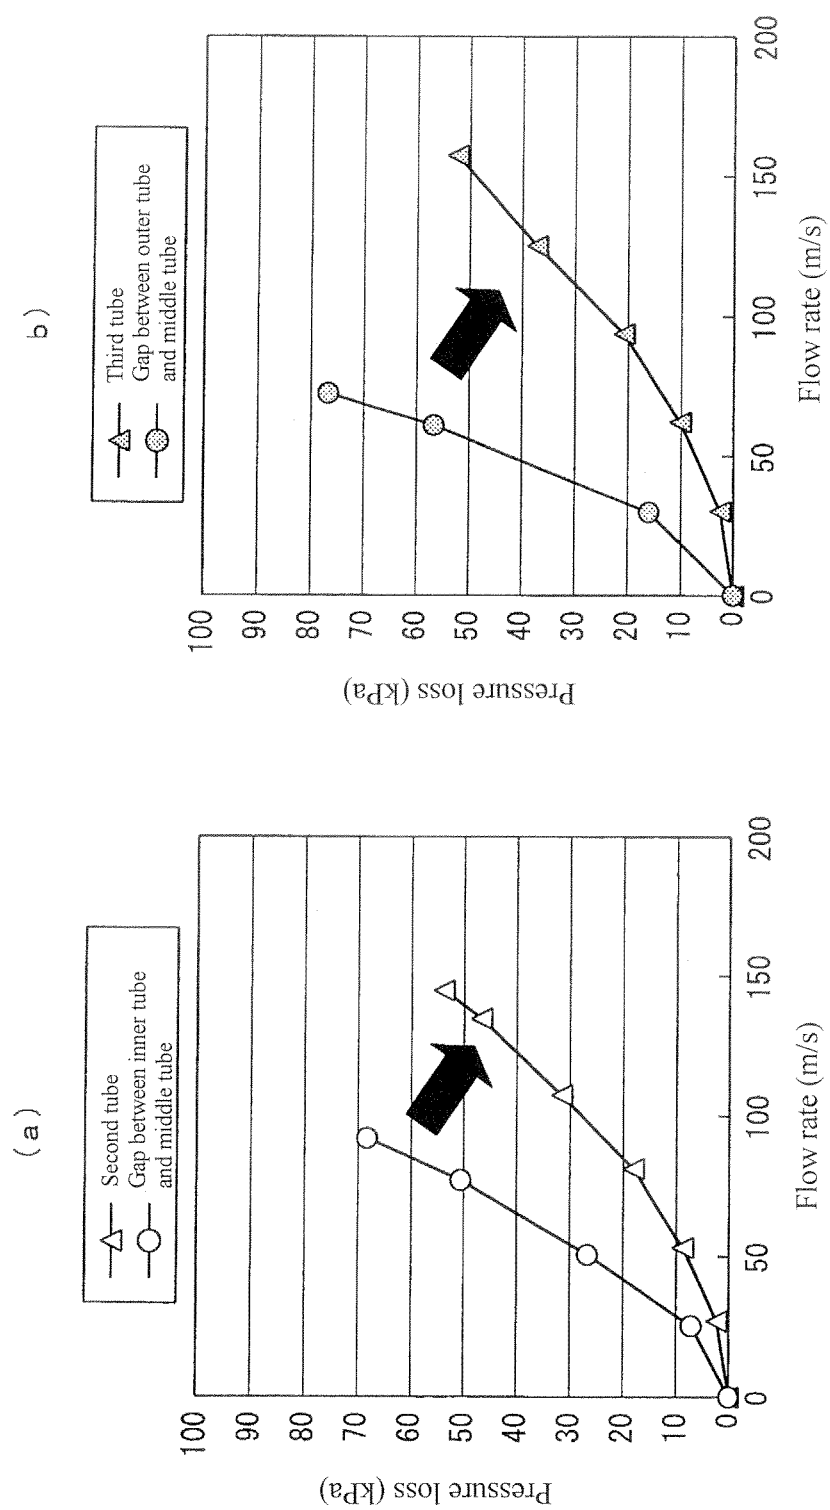 (a)
Second tube
Gap between inner tube
and middle tube
Pressure loss (kPa)
100
90
80
70
60
50
40
30
20
10
0
0
50
100
150
200
Flow rate (m/s)
b)
Third tube
Gap between outer tube
and middle tube
Pressure loss (kPa)
100
90
80
70
60
50
40
30
20
10
0
0
50
100
150
200
Flow rate (m/s)